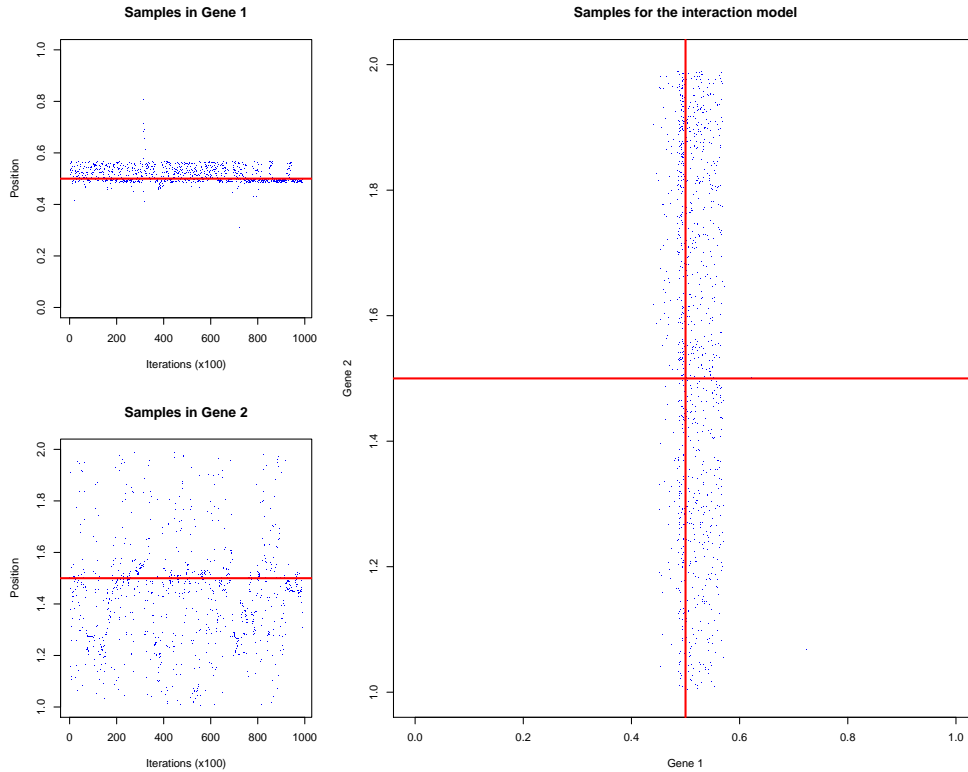 Samples in Gene 1
Position
0.0 0.2 0.4 0.6 0.8 1.0
0 200 400 600 800 1000
Iterations (x100)
Samples in Gene 2
Position
1.0 1.2 1.4 1.6 1.8 2.0
0 200 400 600 800 1000
Iterations (x100)
Samples for the interaction model
Gene 2
1.0 1.2 1.4 1.6 1.8 2.0
0.0 0.2 0.4 0.6 0.8 1.0
Gene 1